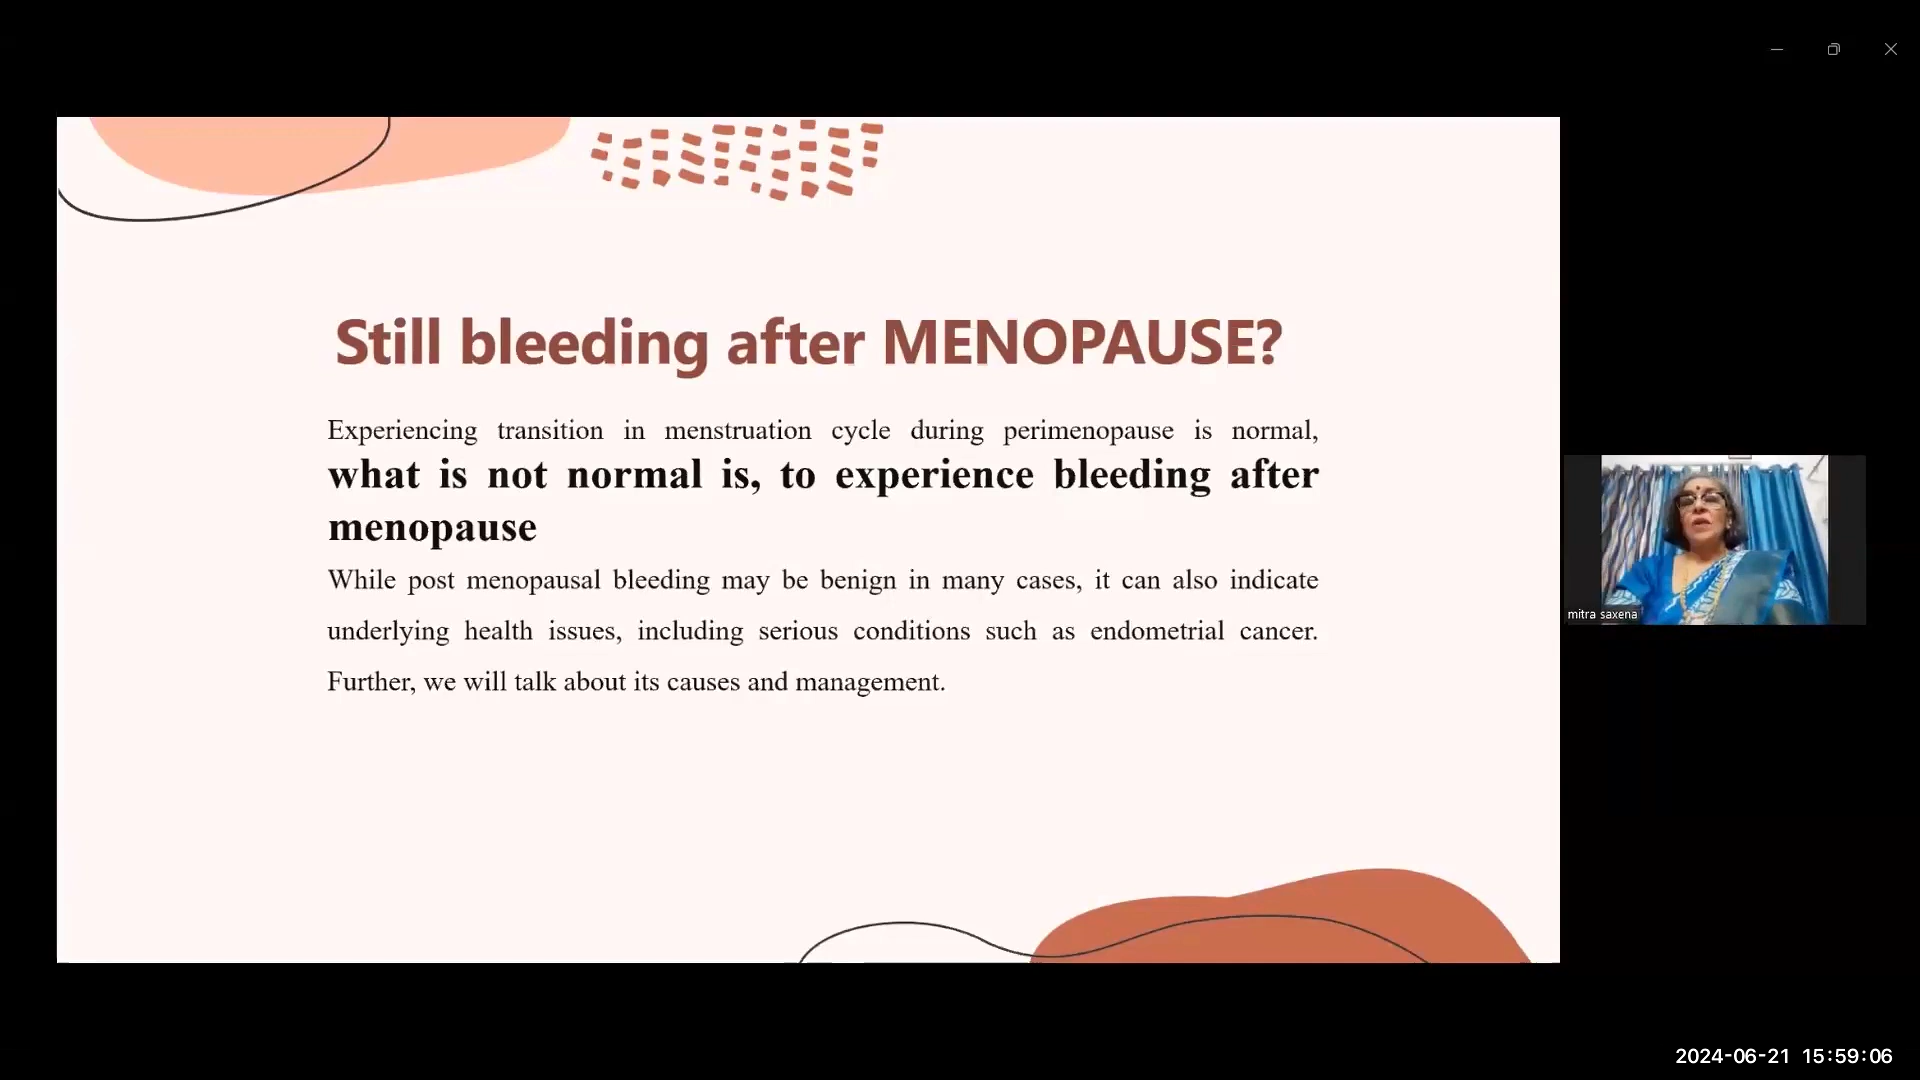 Still bleeding after MENOPAUSE?
Experiencing transition in menstruation cycle during perimenopause is normal,
what is not normal is, to experience bleeding after
menopause
While post menopausal bleeding may be benign in many cases, it can also indicate
underlying health issues, including serious conditions such as endometrial cancer.
Further, we will talk about its causes and management.
mitra saxena
2024-06-21 15:59:06